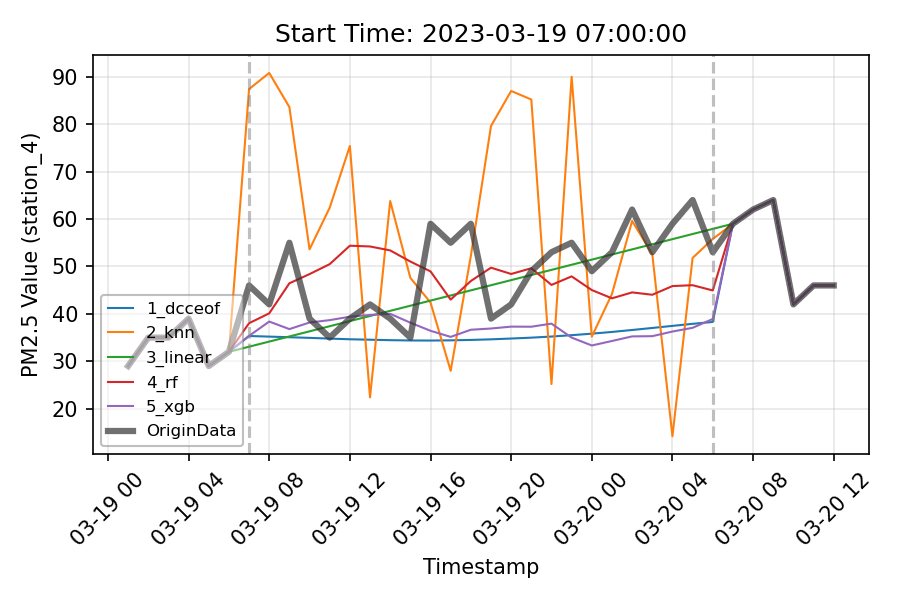 Start Time: 2023-03-19 07:00:00
PM2.5 Value (station_4)
90
80
70
60
50
40
30
20
1_dcceof
2_knn
3_linear
4_rf
5_xgb
OriginData
03-19 00
03-19 04
03-19 08
03-19 12
03-19 16
03-19 20
03-20 00
03-20 04
03-20 08
03-20 12
Timestamp